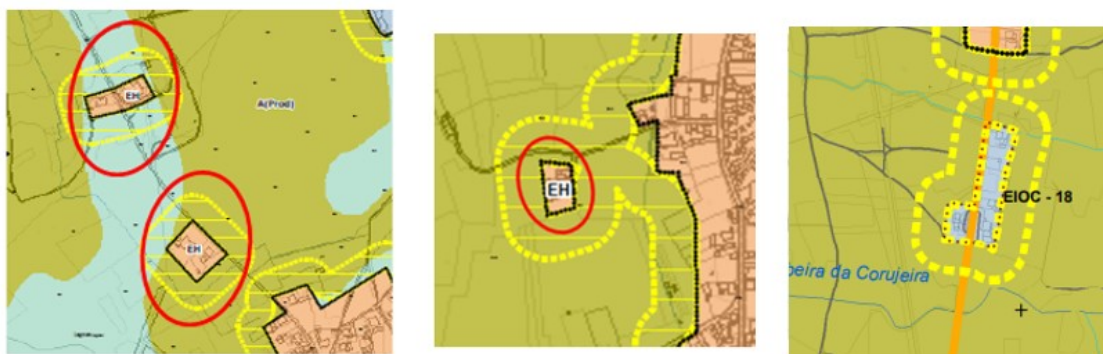 EH
A(Prod)
EH
EH
EIOC - 18
beira da Corujeira